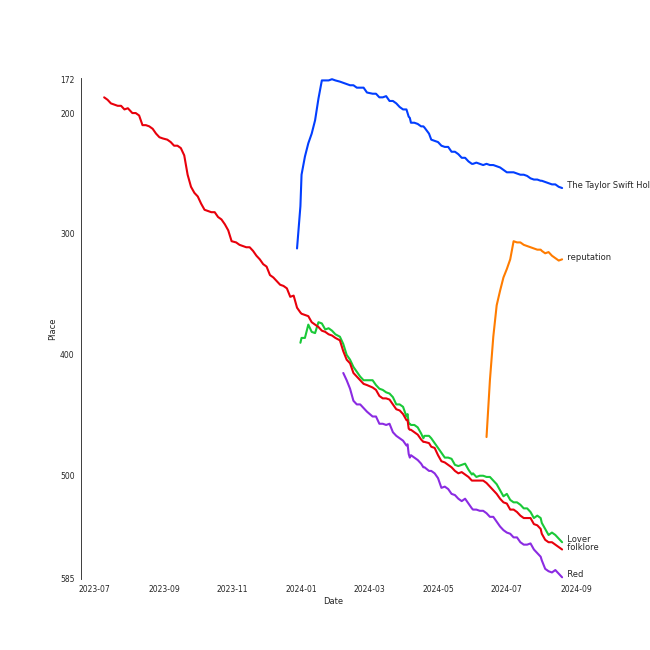 172
200
300
400
500
585
Place
2023-07
2023-09
2023-11
2024-01
2024-03
2024-05
2024-07
2024-09
Date
The Taylor Swift Hol
reputation
Lover
folklore
Red